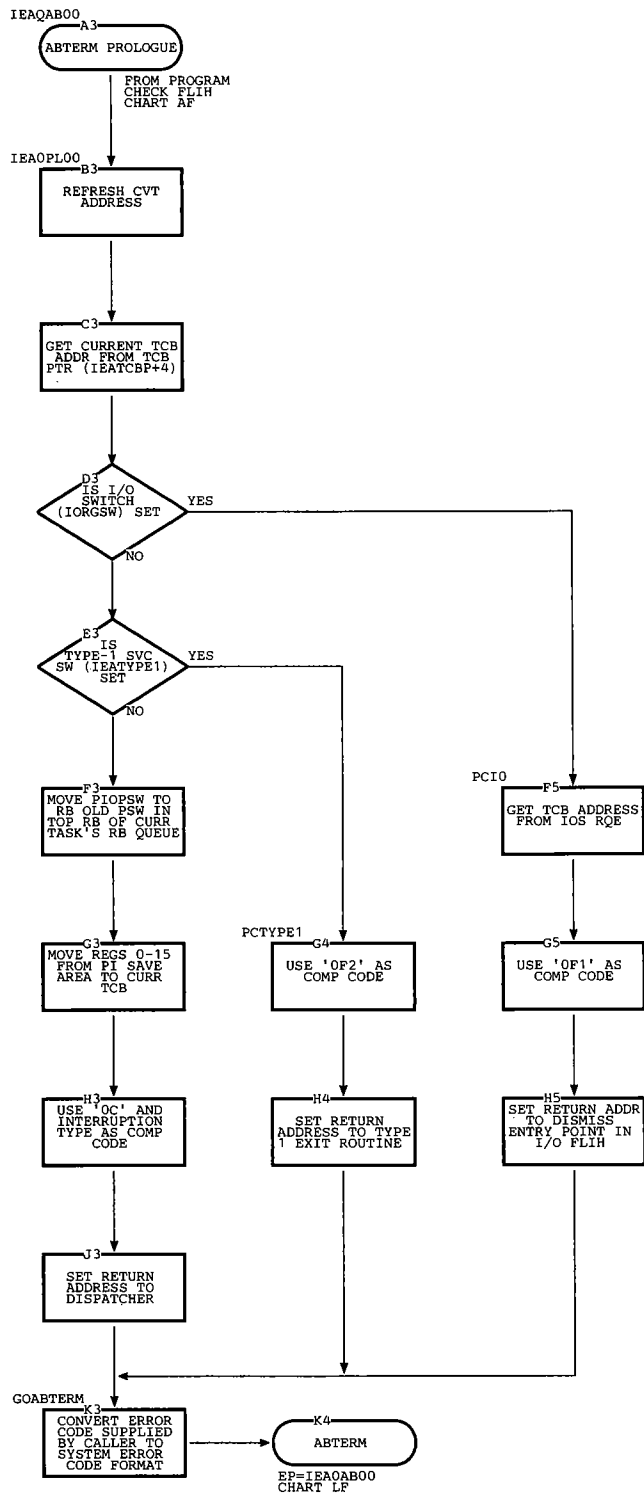 IEAQAB00
A3
ABTERM PROLOGUE
FROM PROGRAM
CHECK FLIH
CHART AF
IEA0PL00
B3
REFRESH CVT
ADDRESS
C3
GET CURRENT TCB
ADDR FROM TCB
PTR (IEATCBP+4)
D3
IS I/O
SWITCH
(IORGSW) SET
YES
NO
E3
IS
TYPE-1 SVC
SW (IEATYPE1)
SET
YES
NO
F3
MOVE PIOPSW TO
RB OLD PSW IN
TOP RB OF CURR
TASK'S RB QUEUE
PCIO
F5
GET TCB ADDRESS
FROM IOS RQE
G3
MOVE REGS 0-15
FROM PI SAVE
AREA TO CURR
TCB
PCTYPE1
G4
USE '0F2' AS
COMP CODE
G5
USE '0F1' AS
COMP CODE
H3
USE '0C' AND
INTERRUPTION
TYPE AS COMP
CODE
H4
SET RETURN
ADDRESS TO TYPE
1 EXIT ROUTINE
H5
SET RETURN ADDR
TO DISMISS
ENTRY POINT IN
I/O FLIH
J3
SET RETURN
ADDRESS TO
DISPATCHER
GOABTERM
K3
CONVERT ERROR
CODE SUPPLIED
BY CALLER TO
SYSTEM ERROR
CODE FORMAT
K4
ABTERM
EP=IEA0AB00
CHART LF